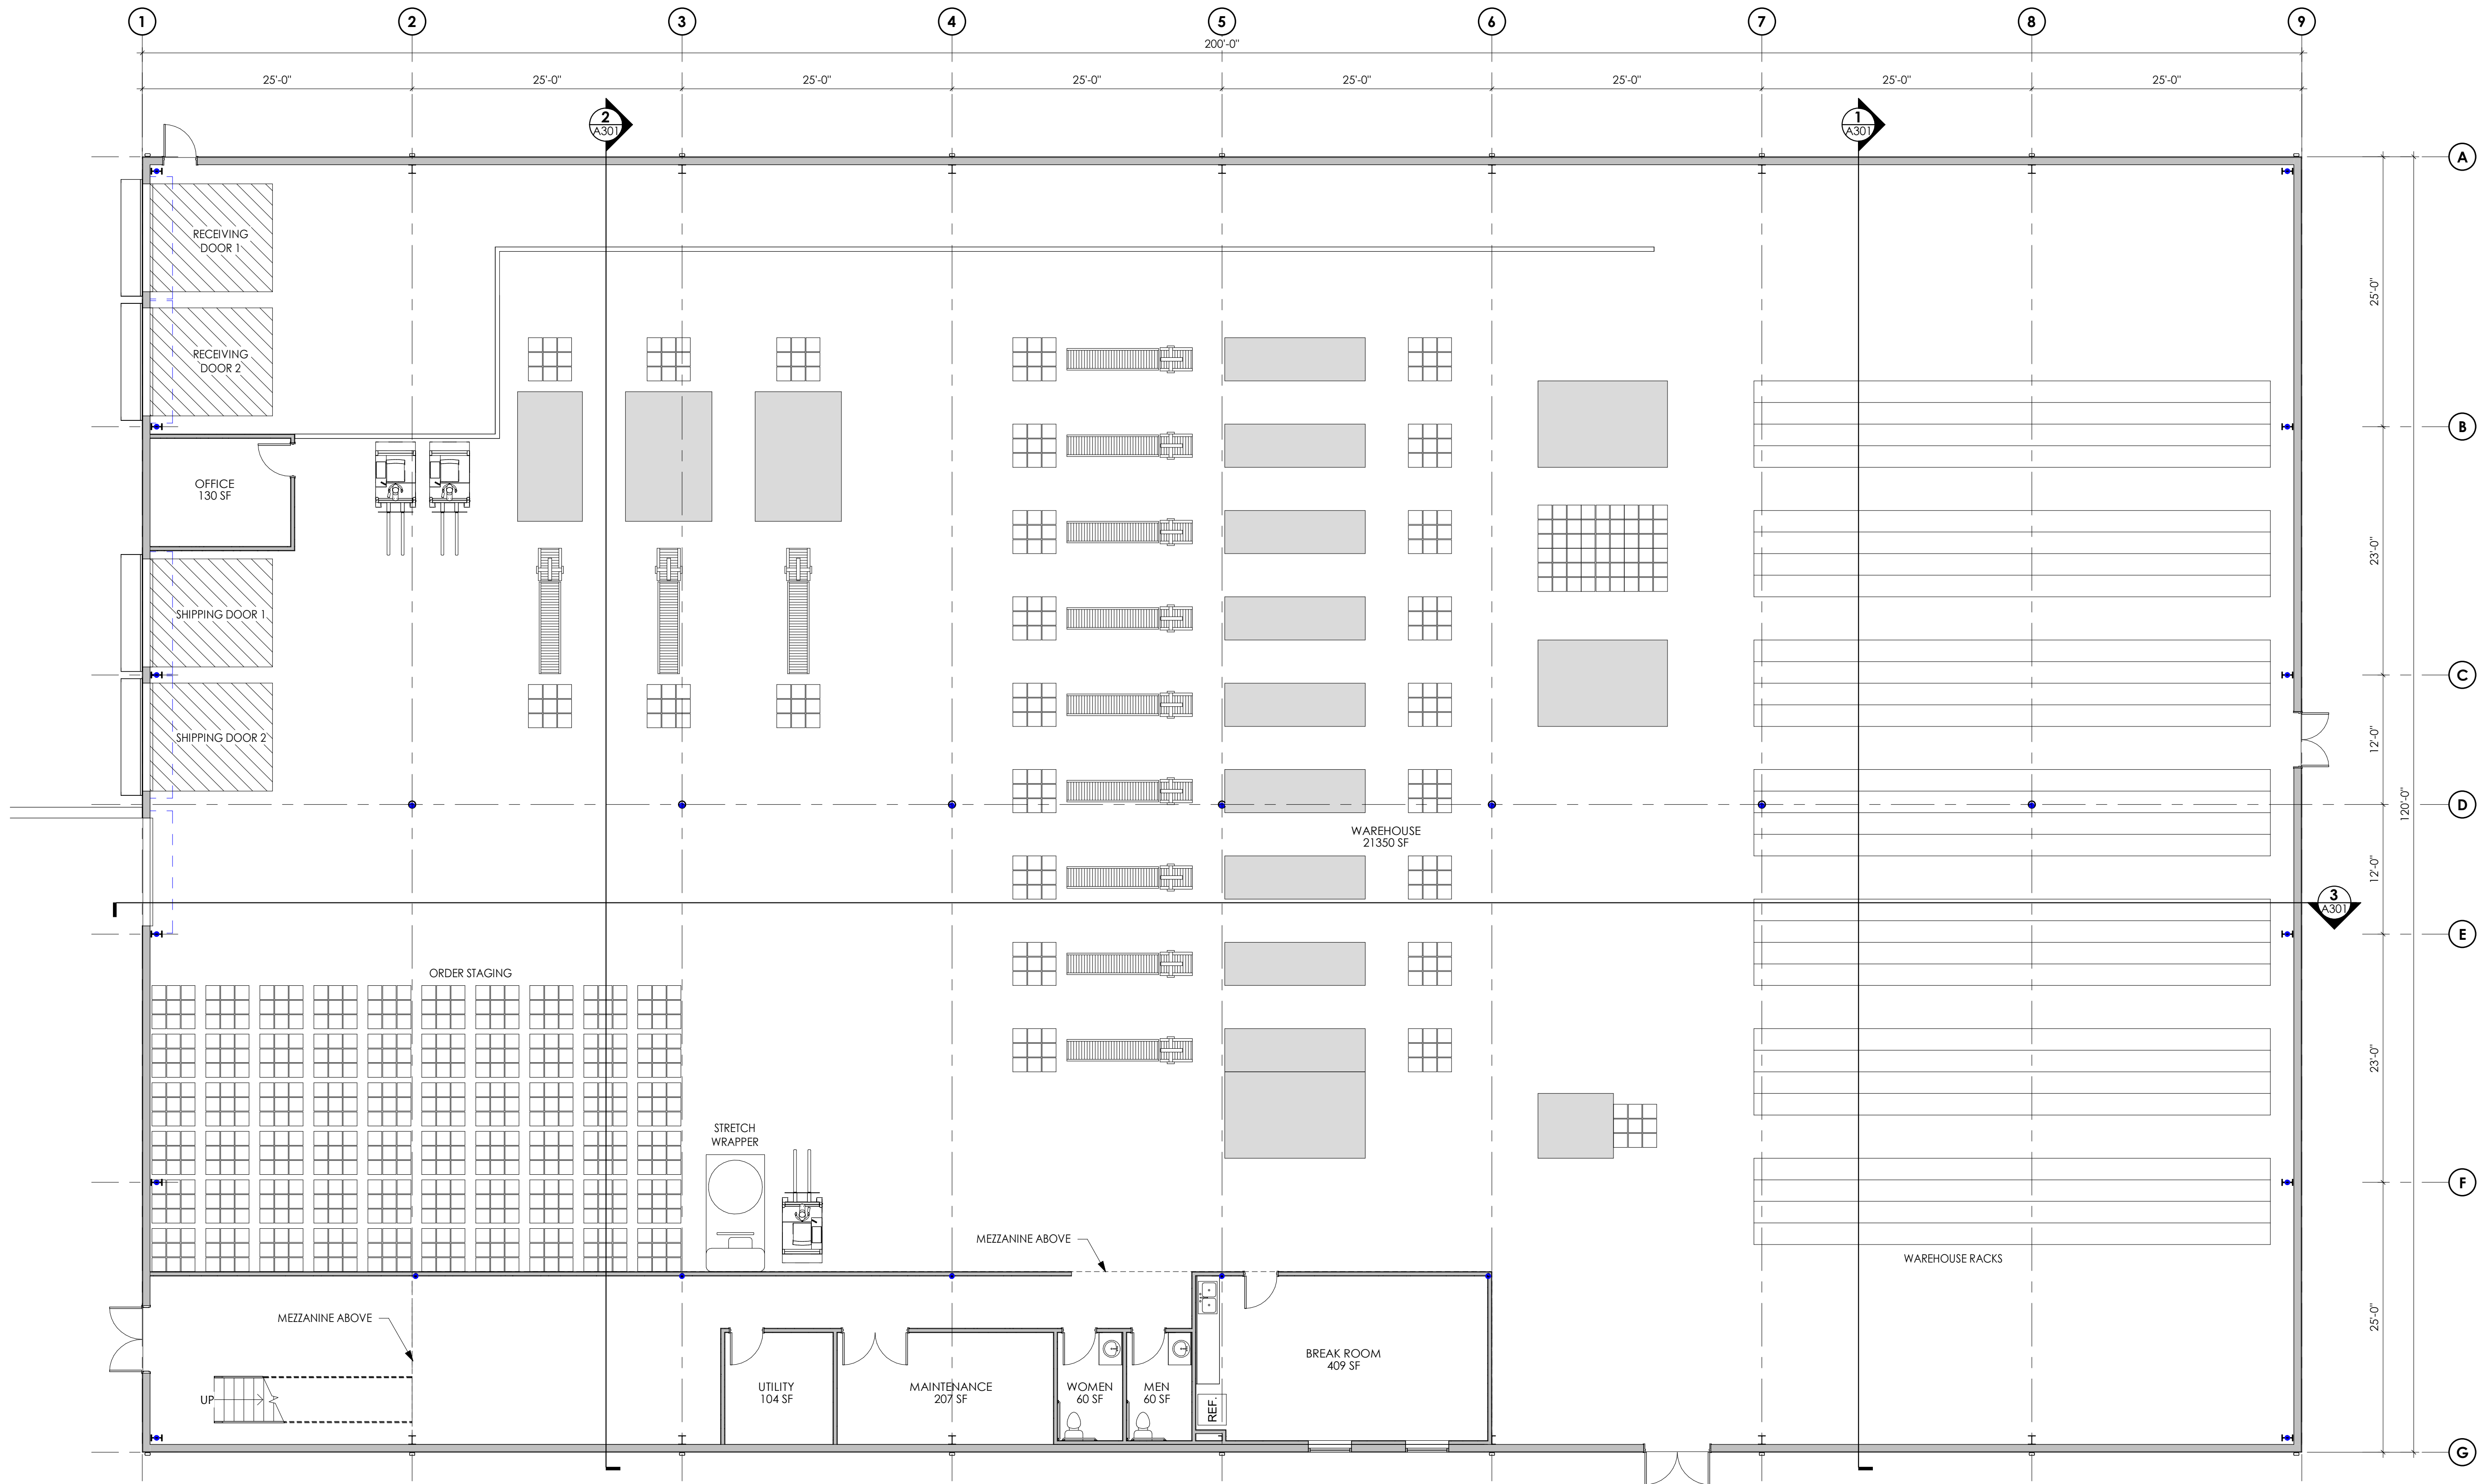 1 2 3 4 5 6 7 8 9
200'-0"
25'-0" 25'-0" 25'-0" 25'-0" 25'-0" 25'-0" 25'-0" 25'-0"
2
A301
1
A301
A
RECEIVING
DOOR 1
25'-0"
RECEIVING
DOOR 2
B
OFFICE
130 SF
23'-0"
SHIPPING DOOR 1
C
SHIPPING DOOR 2
12'-0"
120'-0"
D
WAREHOUSE
21350 SF
12'-0"
3
A301
E
ORDER STAGING
23'-0"
STRETCH
WRAPPER
F
MEZZANINE ABOVE
WAREHOUSE RACKS
MEZZANINE ABOVE
25'-0"
BREAK ROOM
409 SF
UTILITY
104 SF
MAINTENANCE
207 SF
WOMEN
60 SF
MEN
60 SF
UP
REF.
G